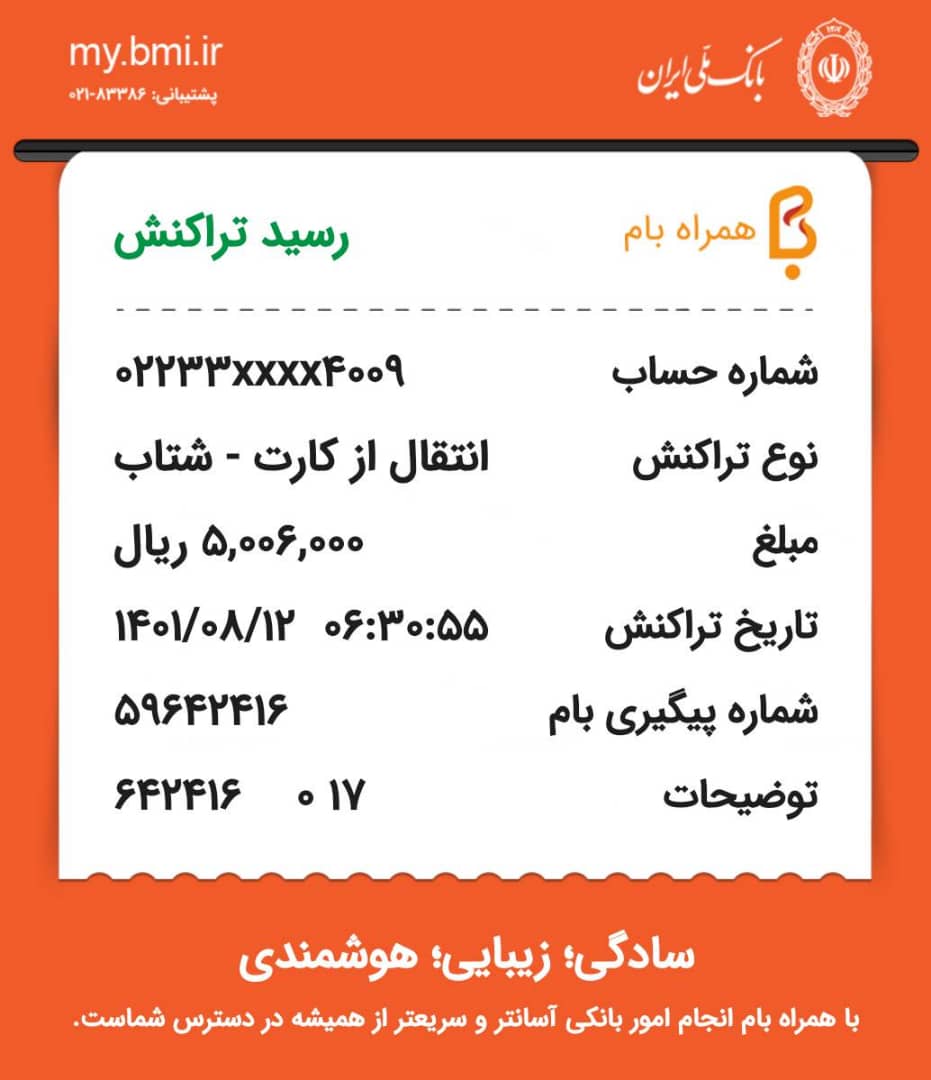 بانک ملی ایران
my.bmi.ir
پشتیبانی: ۸۳۳۸۶-۰۲۱
همراه بام
رسید تراکنش
شماره حساب ۰۲۲۳۳xxxx۴۰۰۹
نوع تراکنش انتقال از کارت - شتاب
مبلغ ۵,۰۰۶,۰۰۰ ریال
تاریخ تراکنش ۱۴۰۱/۰۸/۱۲ ۰۶:۳۰:۵۵
شماره پیگیری بام ۵۹۶۴۲۴۱۶
توضیحات ۶۴۲۴۱۶ ۰ ۱۷
سادگی؛ زیبایی؛ هوشمندی
با همراه بام انجام امور بانکی آسانتر و سریعتر از همیشه در دسترس شماست.